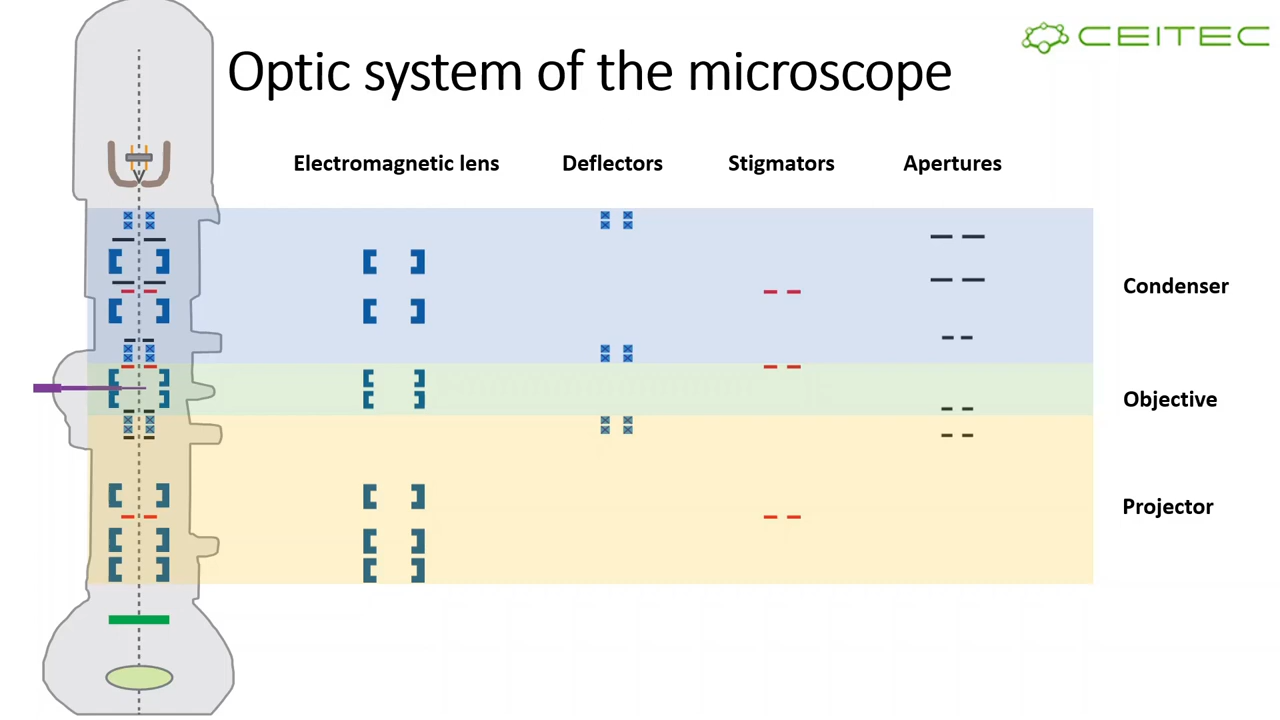 CEITEC
Optic system of the microscope
Electromagnetic lens Deflectors Stigmators Apertures
Condenser
Objective
Projector